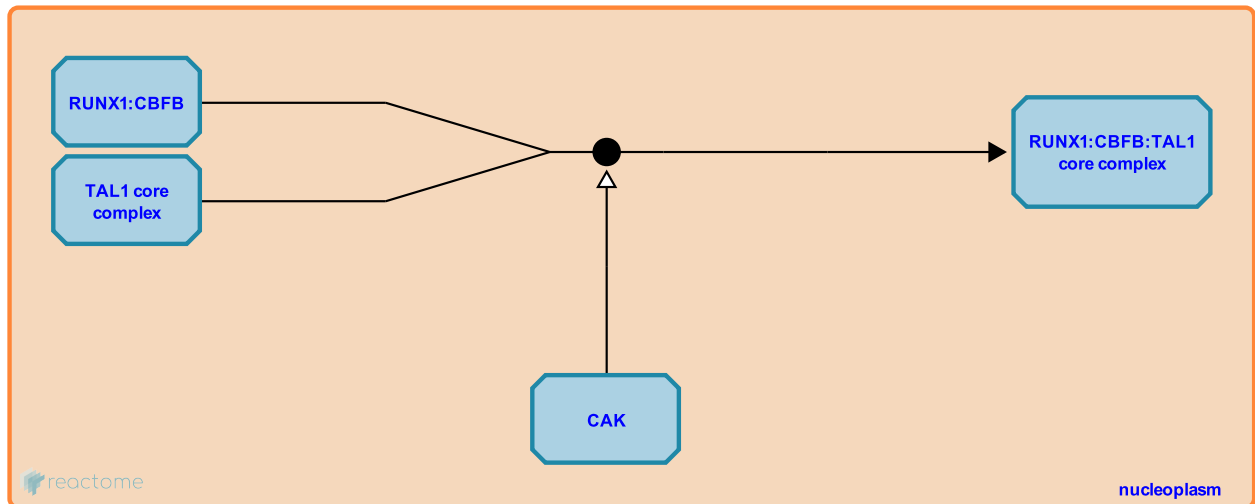 RUNX1:CBFB
TAL1 core
complex
RUNX1:CBFB:TAL1
core complex
CAK
reactome
nucleoplasm